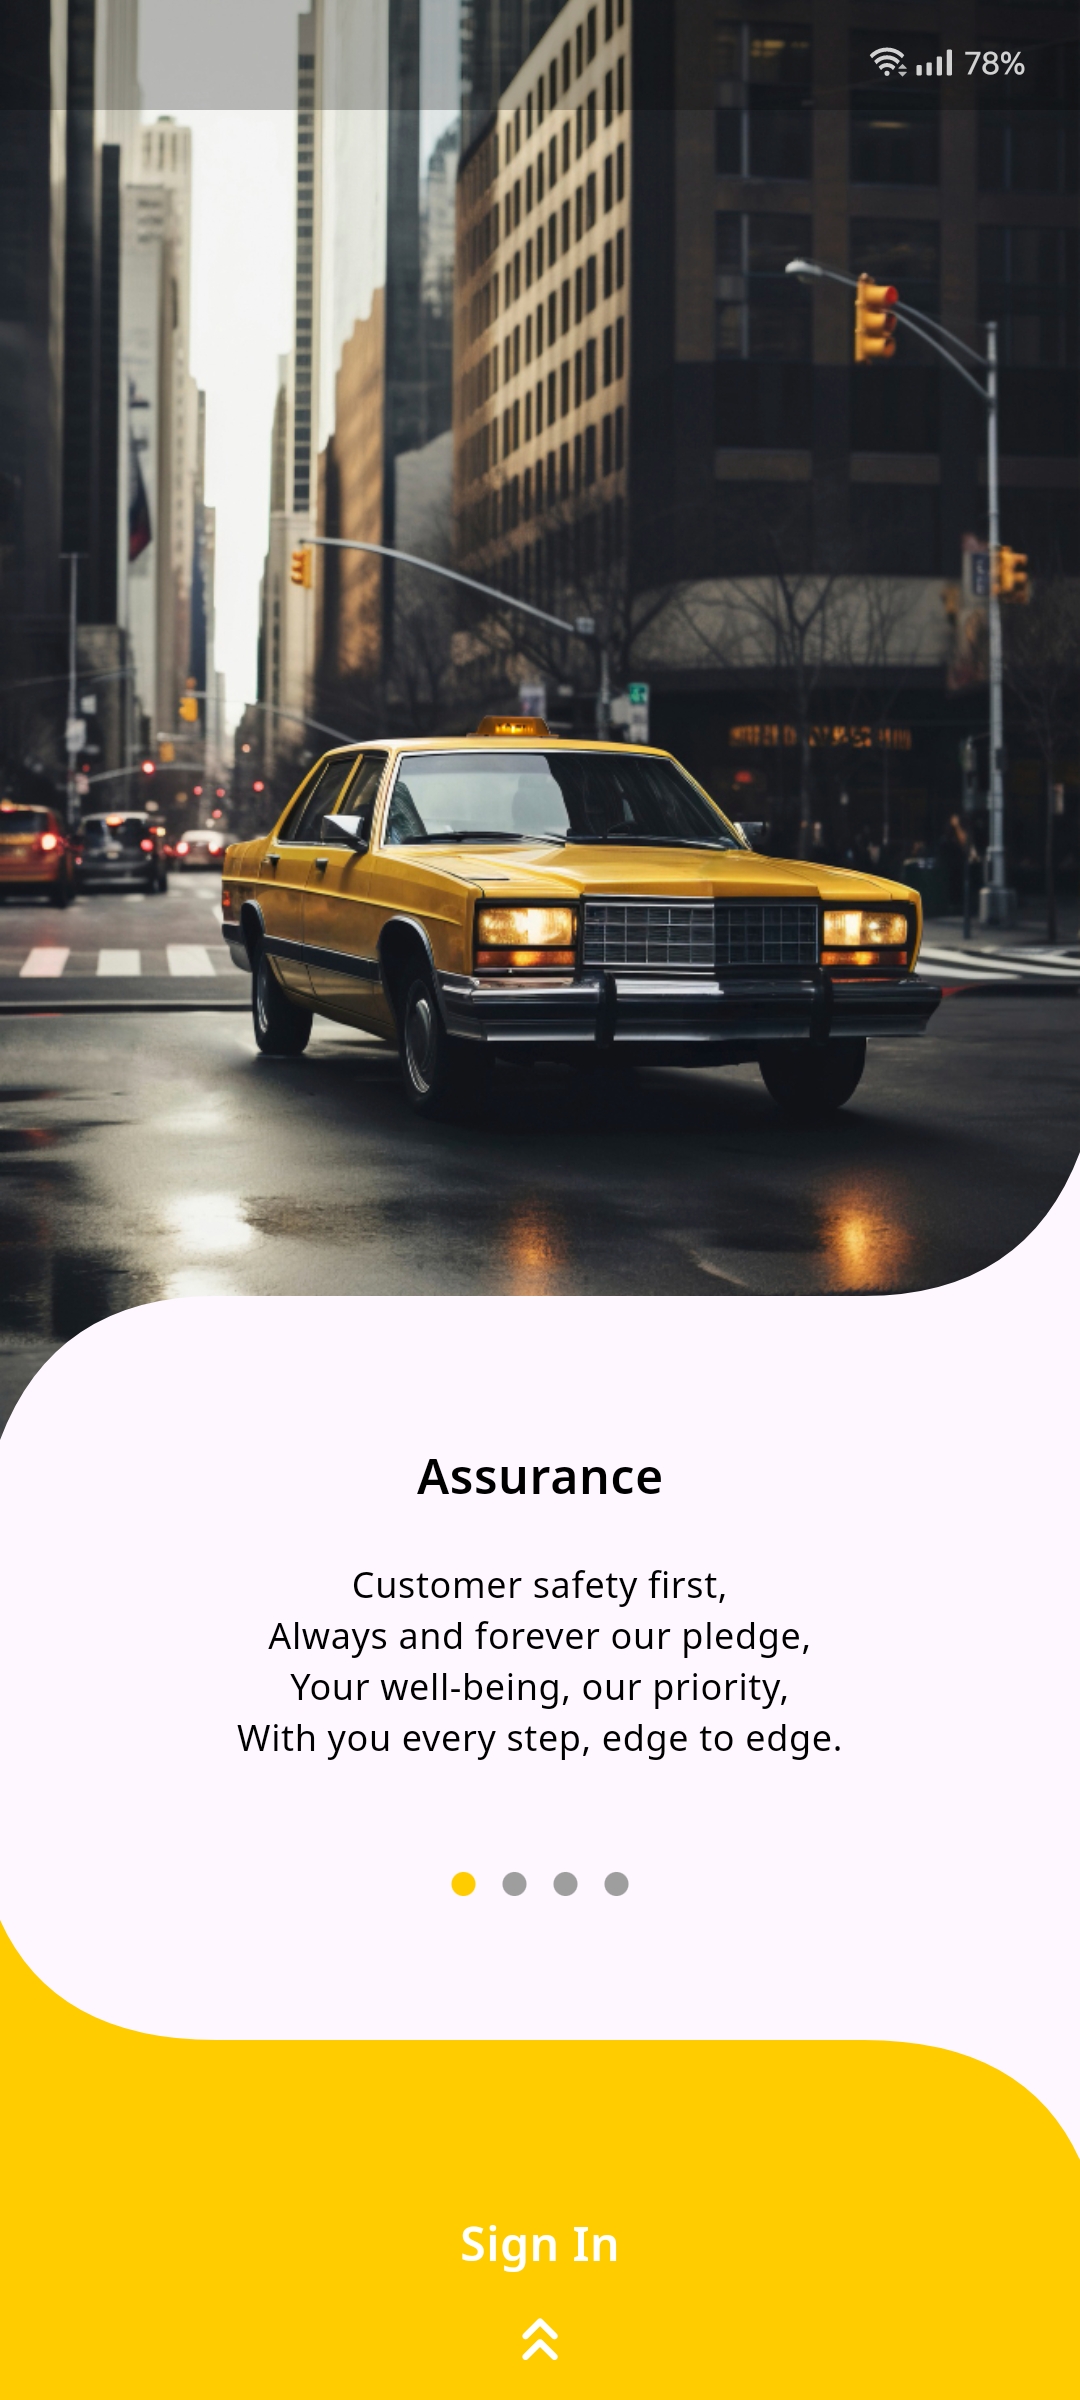 78%
Assurance
Customer safety first,
Always and forever our pledge,
Your well-being, our priority,
With you every step, edge to edge.
Sign In